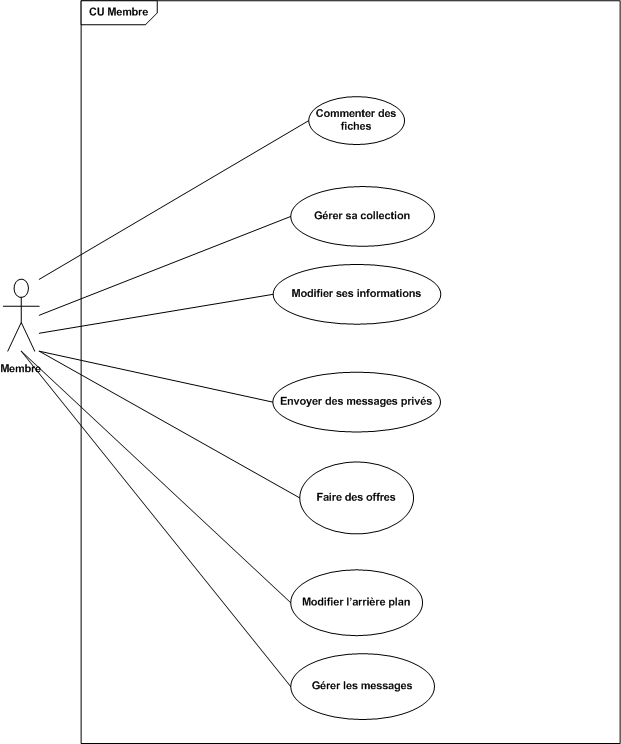 CU Membre
Commenter des
fiches
Gérer sa collection
Modifier ses informations
Membre
Envoyer des messages privés
Faire des offres
Modifier l'arrière plan
Gérer les messages